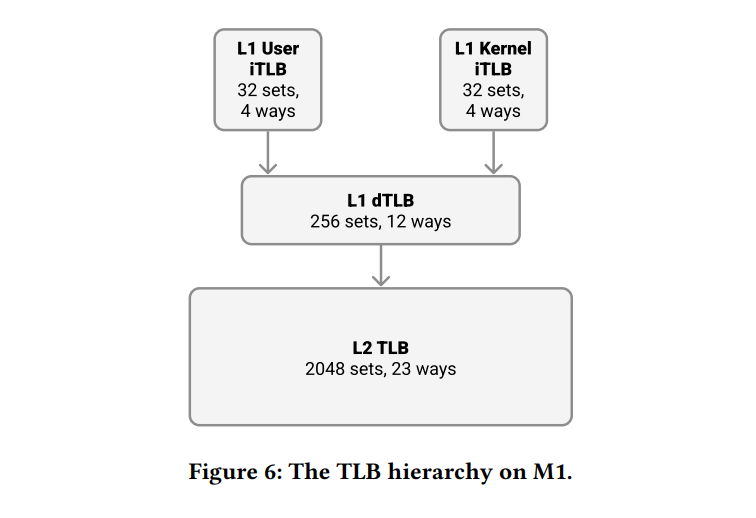 L1 User
iTLB
32 sets,
4 ways
L1 Kernel
iTLB
32 sets,
4 ways
L1 dTLB
256 sets, 12 ways
L2 TLB
2048 sets, 23 ways
Figure 6: The TLB hierarchy on M1.